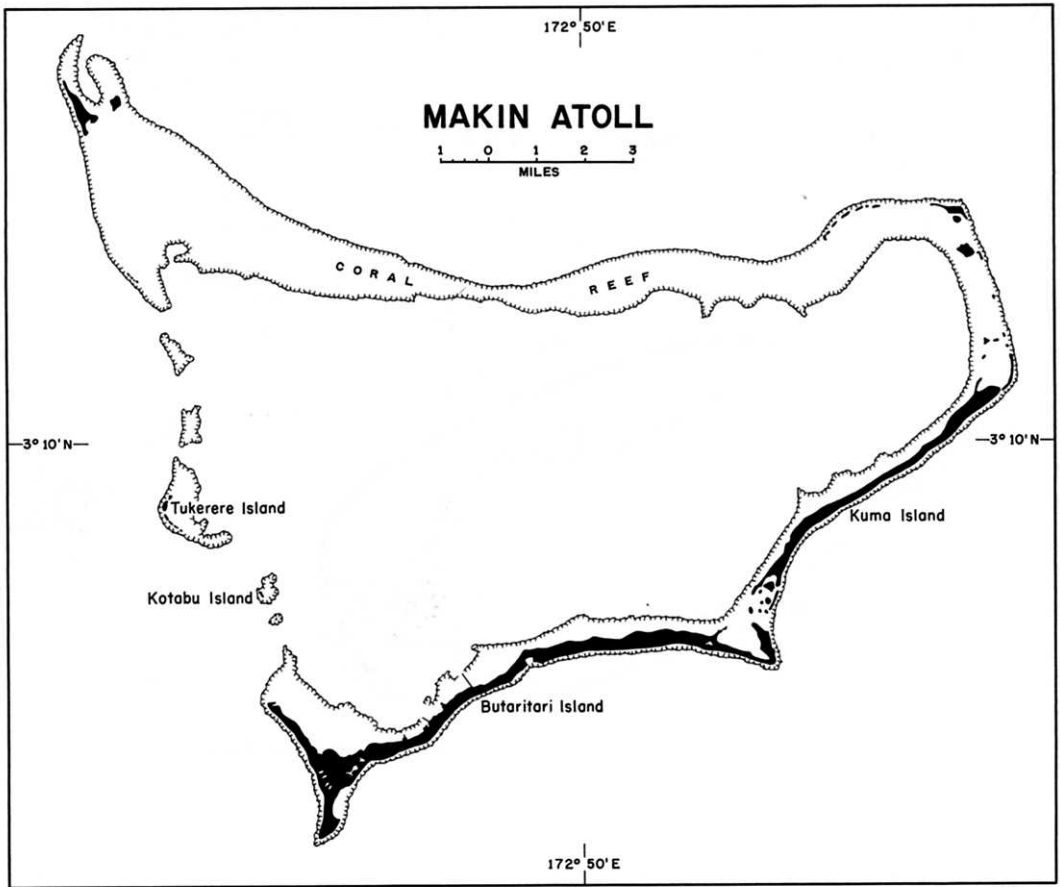 172° 50' E
MAKIN ATOLL
1 0 1 2 3
MILES
CORAL REEF
3° 10' N
3° 10' N
Tukerere Island
Kuma Island
Kotabu Island
Butaritari Island
172° 50' E